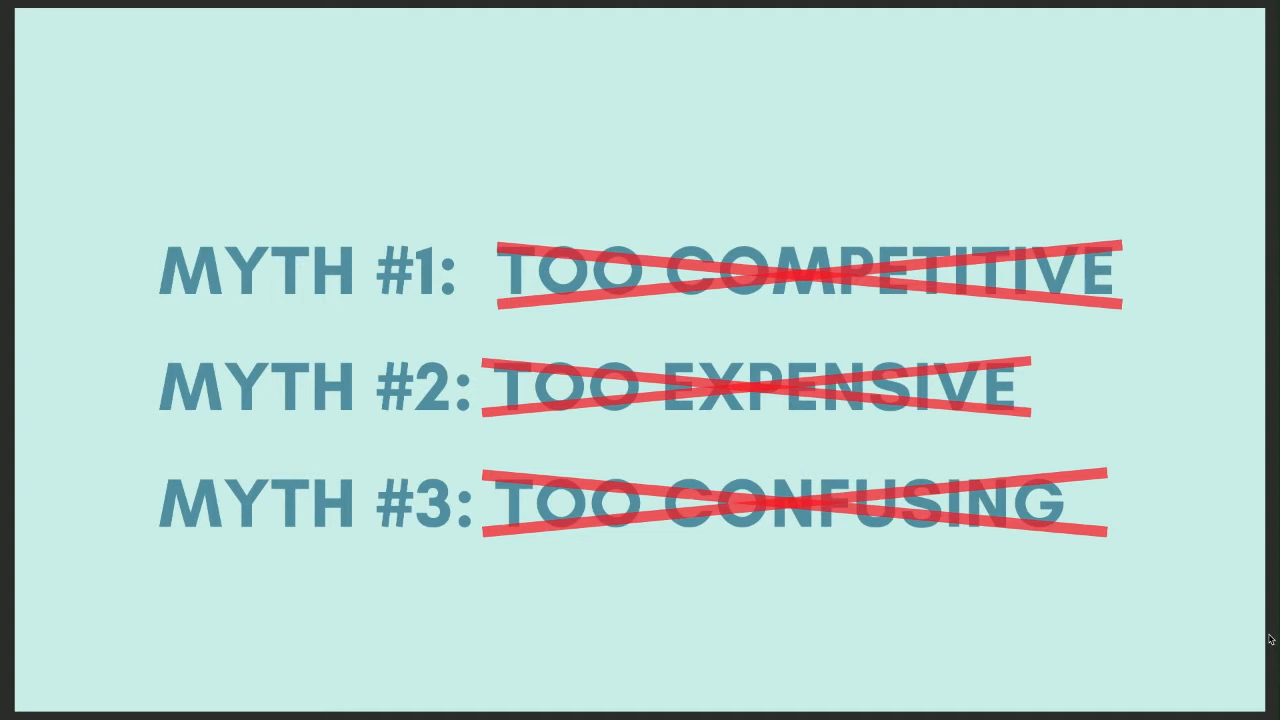 MYTH #1: TOO COMPETITIVE
MYTH #2: TOO EXPENSIVE
MYTH #3: TOO CONFUSING